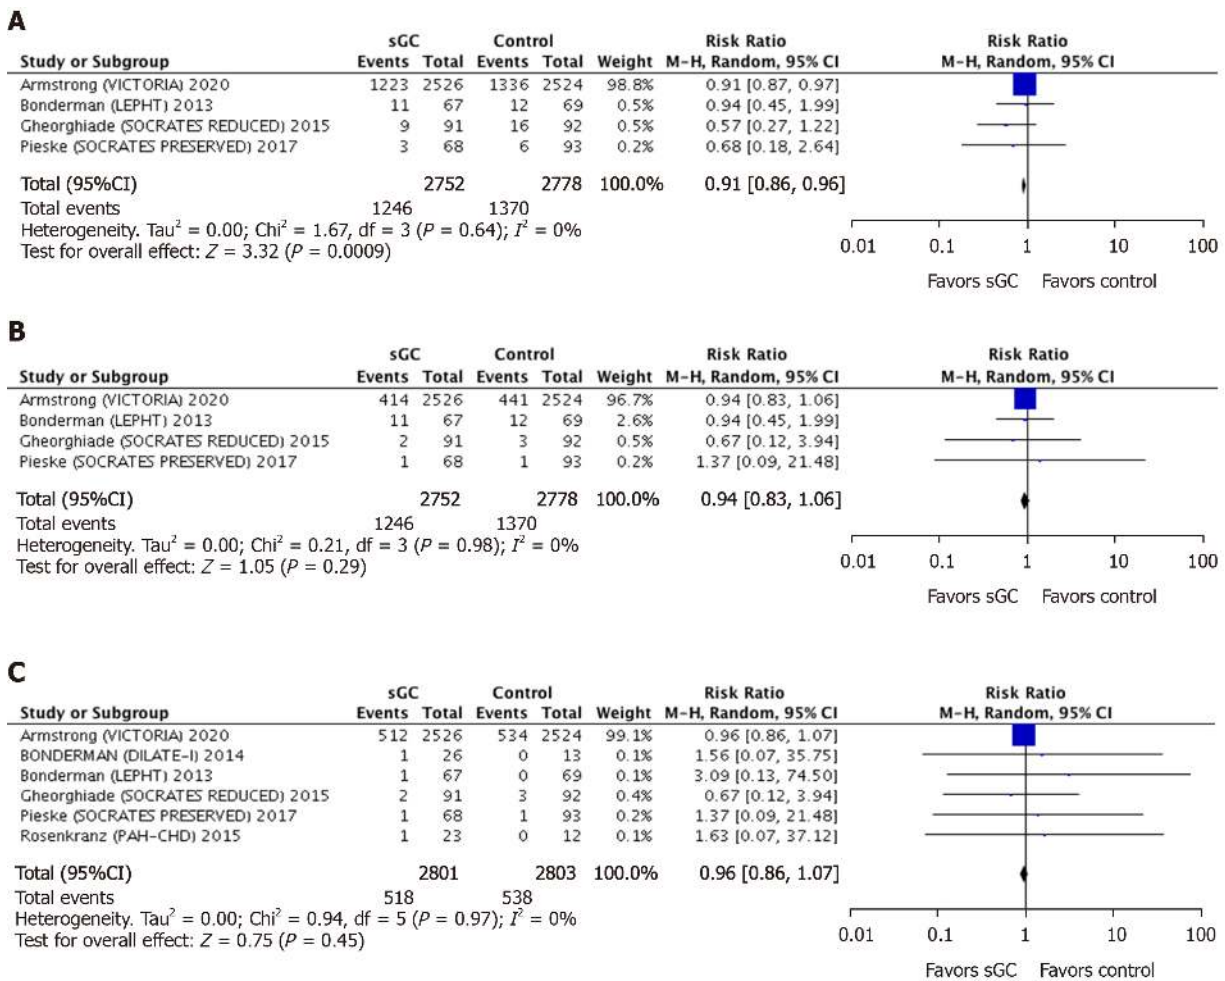 A
sGC Control Risk Ratio Risk Ratio
Study or Subgroup Events Total Events Total Weight M-H, Random, 95% CI M-H, Random, 95% CI
Armstrong (VICTORIA) 2020 1223 2526 1336 2524 98.8% 0.91 [0.87, 0.97]
Bonderman (LEPHT) 2013 11 67 12 69 0.5% 0.94 [0.45, 1.99]
Gheorghiade (SOCRATES REDUCED) 2015 9 91 16 92 0.5% 0.57 [0.27, 1.22]
Pieske (SOCRATES PRESERVED) 2017 3 68 6 93 0.2% 0.68 [0.18, 2.64]
Total (95%CI) 2752 2778 100.0% 0.91 [0.86, 0.96]
Total events 1246 1370
Heterogeneity. Tau² = 0.00; Chi² = 1.67, df = 3 (P = 0.64); I² = 0%
Test for overall effect: Z = 3.32 (P = 0.0009)
0.01 0.1 1 10 100
Favors sGC Favors control
B
sGC Control Risk Ratio Risk Ratio
Study or Subgroup Events Total Events Total Weight M-H, Random, 95% CI M-H, Random, 95% CI
Armstrong (VICTORIA) 2020 414 2526 441 2524 96.7% 0.94 [0.83, 1.06]
Bonderman (LEPHT) 2013 11 67 12 69 2.6% 0.94 [0.45, 1.99]
Gheorghiade (SOCRATES REDUCED) 2015 2 91 3 92 0.5% 0.67 [0.12, 3.94]
Pieske (SOCRATES PRESERVED) 2017 1 68 1 93 0.2% 1.37 [0.09, 21.48]
Total (95%CI) 2752 2778 100.0% 0.94 [0.83, 1.06]
Total events 1246 1370
Heterogeneity. Tau² = 0.00; Chi² = 0.21, df = 3 (P = 0.98); I² = 0%
Test for overall effect: Z = 1.05 (P = 0.29)
0.01 0.1 1 10 100
Favors sGC Favors control
C
sGC Control Risk Ratio Risk Ratio
Study or Subgroup Events Total Events Total Weight M-H, Random, 95% CI M-H, Random, 95% CI
Armstrong (VICTORIA) 2020 512 2526 534 2524 99.1% 0.96 [0.86, 1.07]
BONDERMAN (DILATE-I) 2014 1 26 0 13 0.1% 1.56 [0.07, 35.75]
Bonderman (LEPHT) 2013 1 67 0 69 0.1% 3.09 [0.13, 74.50]
Gheorghiade (SOCRATES REDUCED) 2015 2 91 3 92 0.4% 0.67 [0.12, 3.94]
Pieske (SOCRATES PRESERVED) 2017 1 68 1 93 0.1% 1.37 [0.09, 21.48]
Rosenkranz (PAH-CHD) 2015 1 23 0 12 0.1% 1.63 [0.07, 37.12]
Total (95%CI) 2801 2803 100.0% 0.96 [0.86, 1.07]
Total events 518 538
Heterogeneity. Tau² = 0.00; Chi² = 0.94, df = 5 (P = 0.97); I² = 0%
Test for overall effect: Z = 0.75 (P = 0.45)
0.01 0.1 1 10 100
Favors sGC Favors control